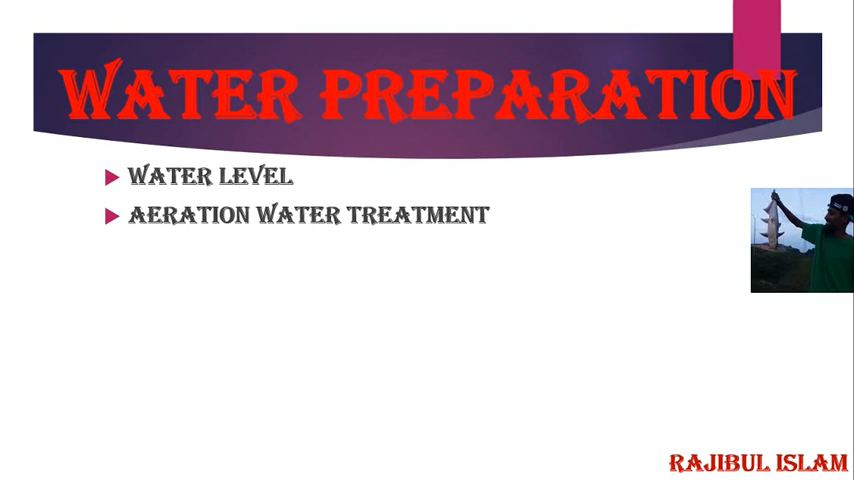 WATER PREPARATION
WATER LEVEL
AERATION WATER TREATMENT
RAJIBUL ISLAM